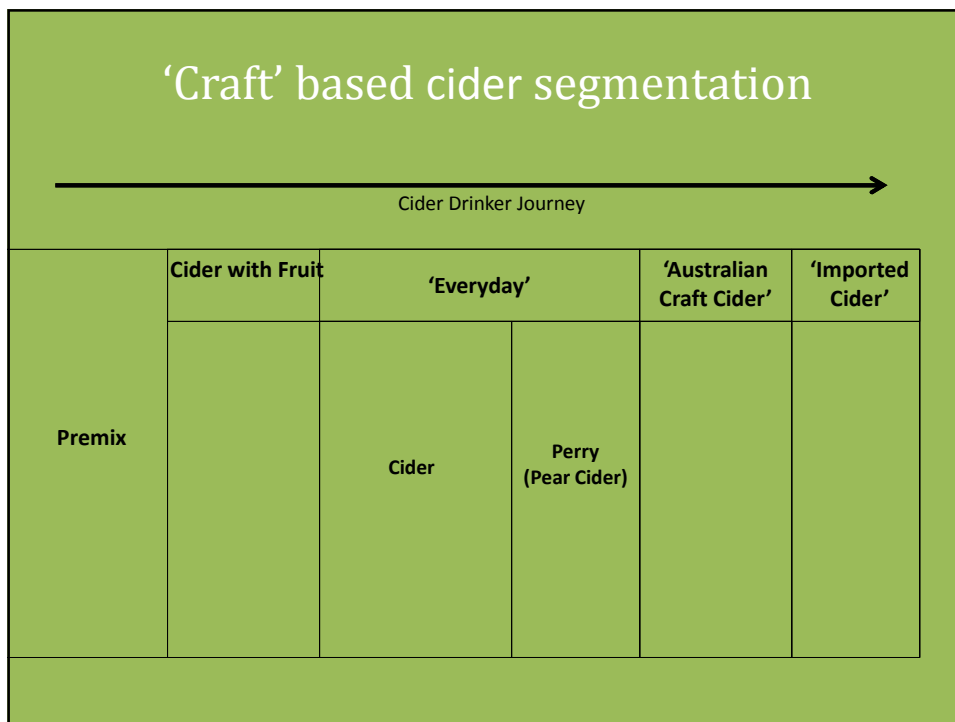 ‘Craft’ based cider segmentation
Cider Drinker Journey
Cider with Fruit
‘Everyday’
‘Australian
Craft Cider’
‘Imported
Cider’
Premix
Cider
Perry
(Pear Cider)